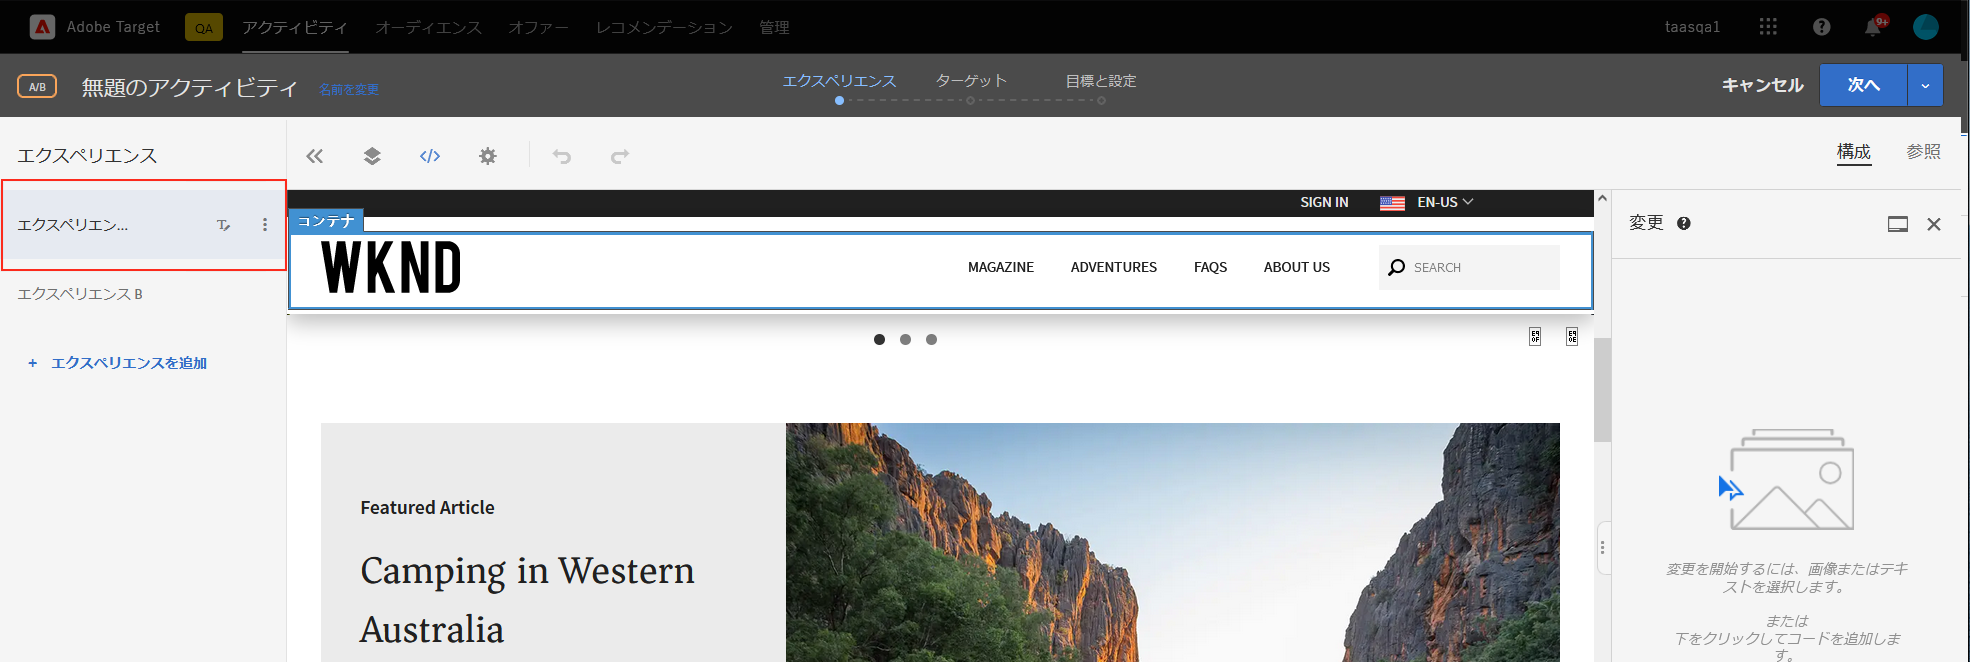 Adobe Target
QA
アクティビティ
オーディエンス
オファー
レコメンデーション
管理
taasqa1
9+
A/B
無題のアクティビティ
名前を変更
エクスペリエンス
ターゲット
目標と設定
キャンセル
次へ
エクスペリエンス
構成
参照
エクスペリエン...
エクスペリエンス B
+ エクスペリエンスを追加
SIGN IN
EN-US
コンテナ
WKND
MAGAZINE
ADVENTURES
FAQS
ABOUT US
SEARCH
Featured Article
Camping in Western
Australia
変更
変更を開始するには、画像またはテキ
ストを選択します。
または
下をクリックしてコードを追加しま
す。